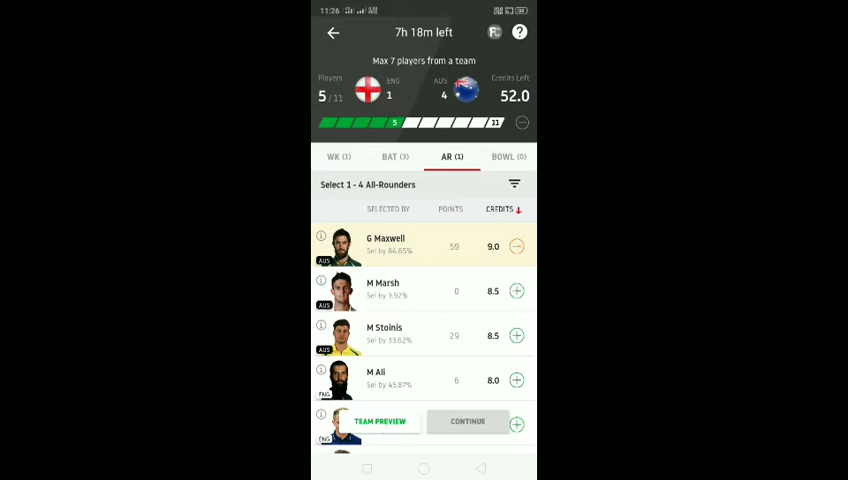 11:26
7h 18m left
FC
?
Max 7 players from a team
Players
ENG
AUS
Credits Left
5/11
1
4
52.0
5
11
WK (1)
BAT (3)
AR (1)
BOWL (0)
Select 1 - 4 All-Rounders
SELECTED BY
POINTS
CREDITS
G Maxwell
Sel by 84.65%
59
9.0
AUS
M Marsh
Sel by 3.92%
0
8.5
AUS
M Stoinis
Sel by 33.62%
29
8.5
AUS
M Ali
Sel by 45.87%
6
8.0
ENG
TEAM PREVIEW
CONTINUE
ENG